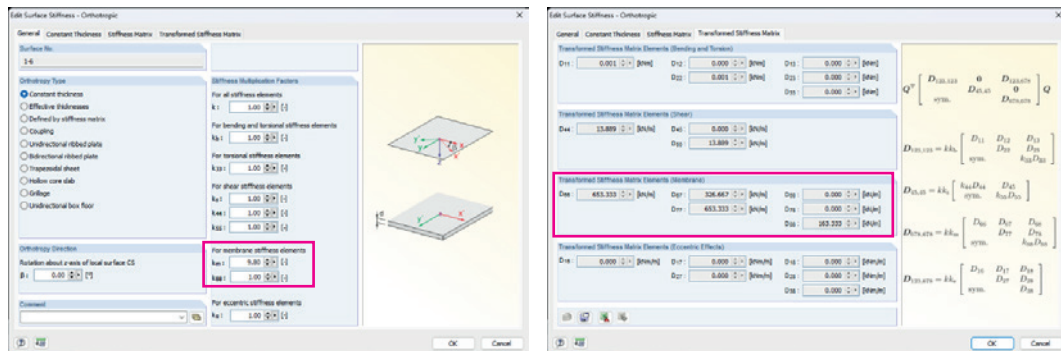 Edit Surface Stiffness - Orthotropic
General Constant Thickness Stiffness Matrix Transformed Stiffness Matrix
Surface No.
1-6
Orthotropy Type
Constant thickness
Effective thicknesses
Defined by stiffness matrix
Coupling
Unidirectional ribbed plate
Bidirectional ribbed plate
Trapezoidal sheet
Hollow core slab
Grillage
Unidirectional box floor
Orthotropy Direction
Rotation about z-axis of local surface CS
β : 0.00 [°]
Comment
Stiffness Multiplication Factors
For all stiffness elements
k : 1.00 [-]
For bending and torsional stiffness elements
kb : 1.00 [-]
For torsional stiffness elements
k33 : 1.00 [-]
For shear stiffness elements
ks : 1.00 [-]
k44 : 1.00 [-]
k55 : 1.00 [-]
For membrane stiffness elements
km : 9.80 [-]
k88 : 1.00 [-]
For eccentric stiffness elements
ke : 1.00 [-]
OK Cancel
Edit Surface Stiffness - Orthotropic
General Constant Thickness Stiffness Matrix Transformed Stiffness Matrix
Transformed Stiffness Matrix Elements (Bending and Torsion)
D11 : 0.001 [kNm] D12 : 0.000 [kNm] D13 : 0.000 [kNm]
D22 : 0.001 [kNm] D23 : 0.000 [kNm]
D33 : 0.000 [kNm]
Transformed Stiffness Matrix Elements (Shear)
D44 : 13.889 [kN/m] D45 : 0.000 [kN/m]
D55 : 13.889 [kN/m]
Transformed Stiffness Matrix Elements (Membrane)
D66 : 653.333 [kN/m] D67 : 326.667 [kN/m] D68 : 0.000 [kN/m]
D77 : 653.333 [kN/m] D78 : 0.000 [kN/m]
D88 : 163.333 [kN/m]
Transformed Stiffness Matrix Elements (Eccentric Effects)
D16 : 0.000 [kNm/m] D17 : 0.000 [kNm/m] D18 : 0.000 [kNm/m]
D27 : 0.000 [kNm/m] D28 : 0.000 [kNm/m]
D38 : 0.000 [kNm/m]
OK Cancel